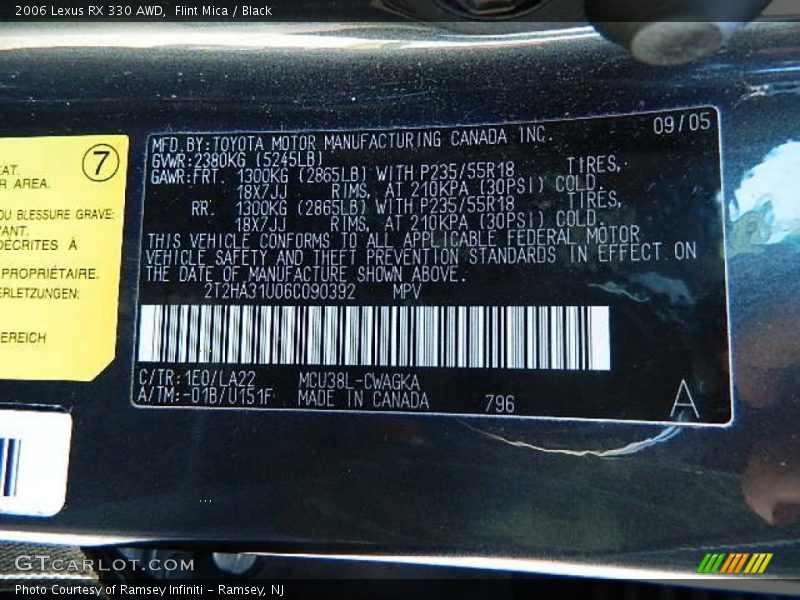 2006 Lexus RX 330 AWD, Flint Mica / Black
7
EAT.
R AREA.
OU BLESSURE GRAVE:
VANT.
DÉCRITES À
PROPRIÉTAIRE.
ERLETZUNGEN:
EREICH
09/05
MFD.BY:TOYOTA MOTOR MANUFACTURING CANADA INC.
GVWR:2380KG (5245LB)
GAWR:FRT. 1300KG (2865LB) WITH P235/55R18 TIRES,
18X7JJ RIMS, AT 210KPA (30PSI) COLD.
RR. 1300KG (2865LB) WITH P235/55R18 TIRES,
18X7JJ RIMS, AT 210KPA (30PSI) COLD.
THIS VEHICLE CONFORMS TO ALL APPLICABLE FEDERAL MOTOR
VEHICLE SAFETY AND THEFT PREVENTION STANDARDS IN EFFECT ON
THE DATE OF MANUFACTURE SHOWN ABOVE.
2T2HA31U06C090392 MPV
C/TR:1E0/LA22 MCU38L-CWAGKA
A/TM:-01B/U151F MADE IN CANADA 796
A
GTCARLOT.COM
Photo Courtesy of Ramsey Infiniti - Ramsey, NJ